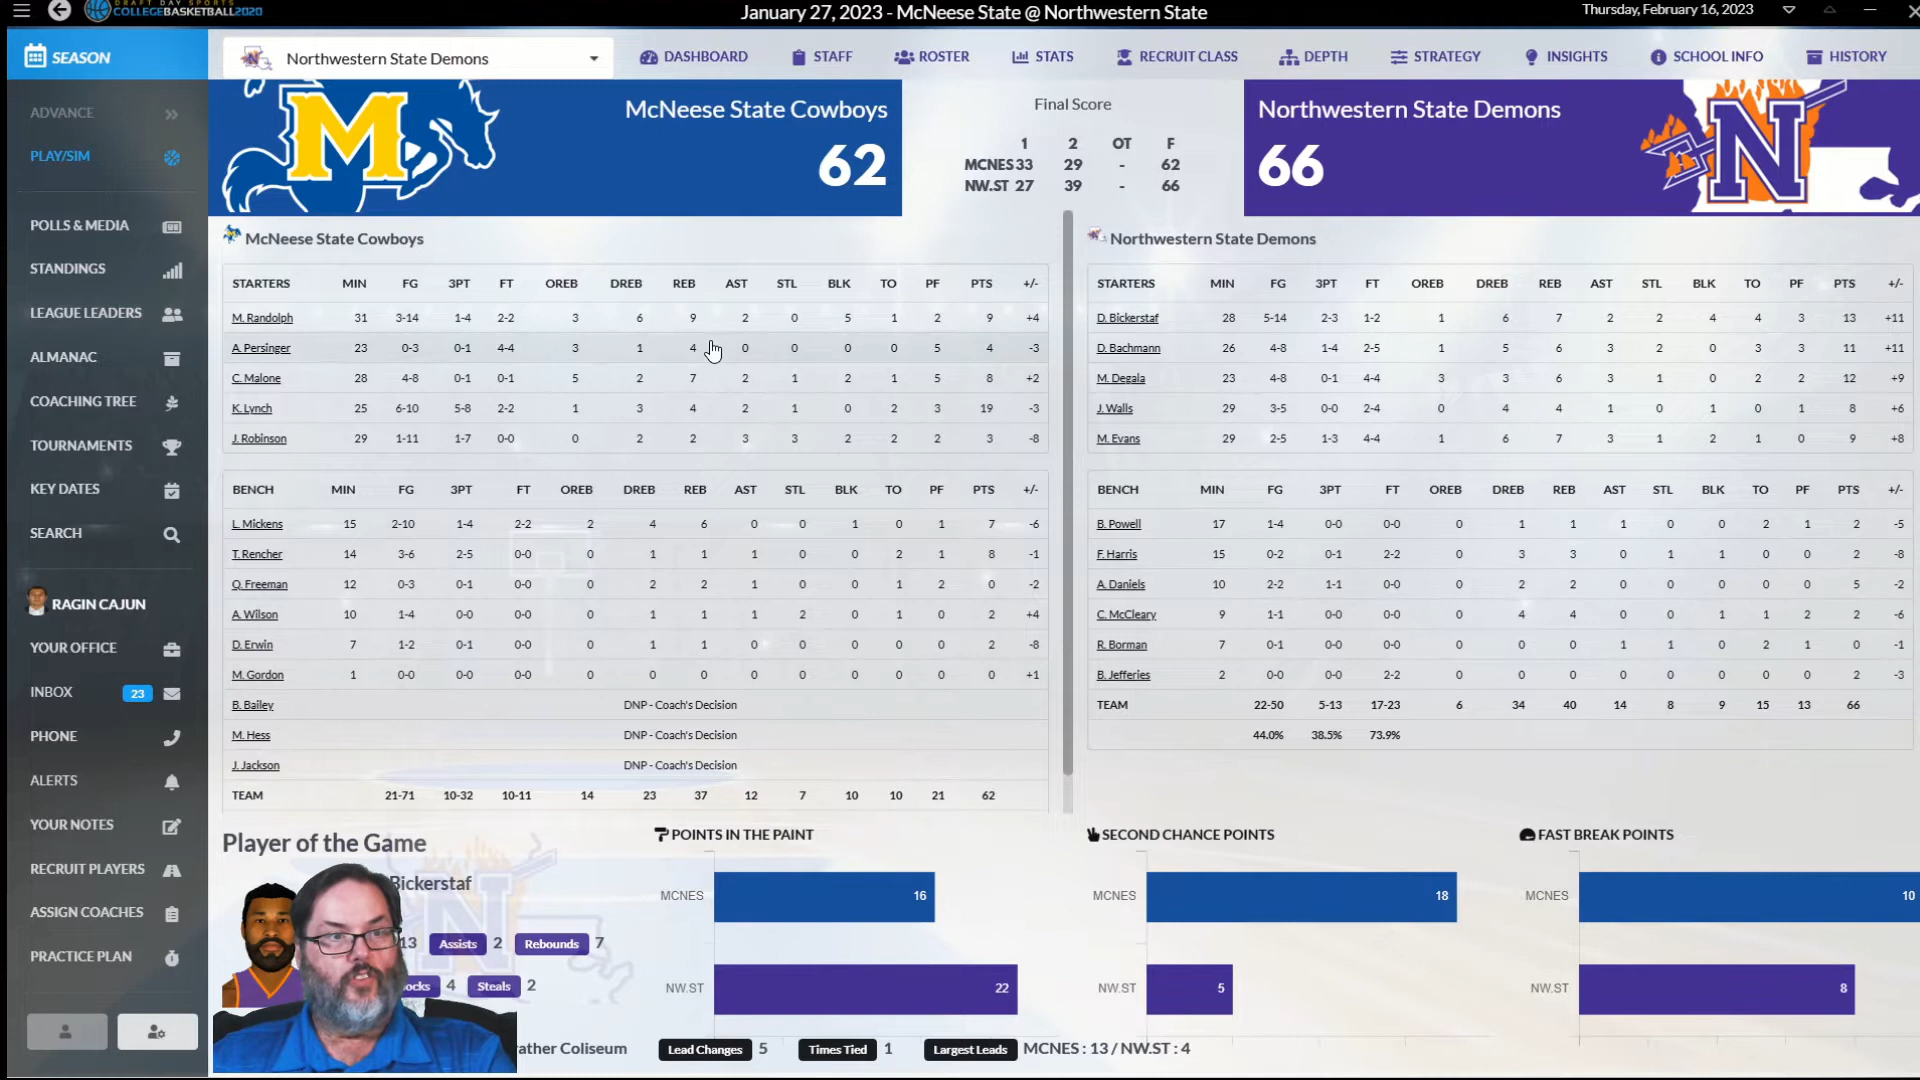 DRAFT DAY SPORTS
COLLEGEBASKETBALL2020
January 27, 2023 - McNeese State @ Northwestern State
Thursday, February 16, 2023
SEASON
Northwestern State Demons
DASHBOARD STAFF ROSTER STATS RECRUIT CLASS DEPTH STRATEGY INSIGHTS SCHOOL INFO HISTORY
ADVANCE
PLAY/SIM
POLLS & MEDIA
STANDINGS
LEAGUE LEADERS
ALMANAC
COACHING TREE
TOURNAMENTS
KEY DATES
SEARCH
RAGIN CAJUN
YOUR OFFICE
INBOX 23
PHONE
ALERTS
YOUR NOTES
RECRUIT PLAYERS
ASSIGN COACHES
PRACTICE PLAN
M
McNeese State Cowboys
62
Final Score
1 2 OT F
MCNES 33 29 - 62
NW.ST 27 39 - 66
Northwestern State Demons
66
N
McNeese State Cowboys
STARTERS MIN FG 3PT FT OREB DREB REB AST STL BLK TO PF PTS +/-
M. Randolph 31 3-14 1-4 2-2 3 6 9 2 0 5 1 2 9 +4
A. Persinger 23 0-3 0-1 4-4 3 1 4 0 0 0 0 5 4 -3
C. Malone 28 4-8 0-1 0-1 5 2 7 2 1 2 1 5 8 +2
K. Lynch 25 6-10 5-8 2-2 1 3 4 2 1 0 2 3 19 -3
J. Robinson 29 1-11 1-7 0-0 0 2 2 3 3 2 2 2 3 -8
BENCH MIN FG 3PT FT OREB DREB REB AST STL BLK TO PF PTS +/-
L. Mickens 15 2-10 1-4 2-2 2 4 6 0 0 1 0 1 7 -6
T. Rencher 14 3-6 2-5 0-0 0 1 1 1 0 0 2 1 8 -1
Q. Freeman 12 0-3 0-1 0-0 0 2 2 1 0 0 1 2 0 -2
A. Wilson 10 1-4 0-0 0-0 0 1 1 1 2 0 1 0 2 +4
D. Erwin 7 1-2 0-1 0-0 0 1 1 0 0 0 0 0 2 -8
M. Gordon 1 0-0 0-0 0-0 0 0 0 0 0 0 0 0 0 +1
B. Bailey DNP - Coach's Decision
M. Hess DNP - Coach's Decision
J. Jackson DNP - Coach's Decision
TEAM 21-71 10-32 10-11 14 23 37 12 7 10 10 21 62
Northwestern State Demons
STARTERS MIN FG 3PT FT OREB DREB REB AST STL BLK TO PF PTS +/-
D. Bickerstaf 28 5-14 2-3 1-2 1 6 7 2 2 4 4 3 13 +11
D. Bachmann 26 4-8 1-4 2-5 1 5 6 3 2 0 3 3 11 +11
M. Degala 23 4-8 0-1 4-4 3 3 6 3 1 0 2 2 12 +9
J. Walls 29 3-5 0-0 2-4 0 4 4 1 0 1 0 1 8 +6
M. Evans 29 2-5 1-3 4-4 1 6 7 3 1 2 1 0 9 +8
BENCH MIN FG 3PT FT OREB DREB REB AST STL BLK TO PF PTS +/-
B. Powell 17 1-4 0-0 0-0 0 1 1 1 0 0 2 1 2 -5
F. Harris 15 0-2 0-1 2-2 0 3 3 0 1 1 0 0 2 -8
A. Daniels 10 2-2 1-1 0-0 0 2 2 0 0 0 0 0 5 -2
C. McCleary 9 1-1 0-0 0-0 0 4 4 0 0 1 1 2 2 -6
R. Borman 7 0-1 0-0 0-0 0 0 0 1 1 0 2 1 0 -1
B. Jefferies 2 0-0 0-0 2-2 0 0 0 0 0 0 0 0 2 -3
TEAM 22-50 5-13 17-23 6 34 40 14 8 9 15 13 66
44.0% 38.5% 73.9%
Player of the Game
Bickerstaf
13 Assists 2 Rebounds 7
ocks 4 Steals 2
rather Coliseum
POINTS IN THE PAINT
MCNES 16
NW.ST 22
SECOND CHANCE POINTS
MCNES 18
NW.ST 5
FAST BREAK POINTS
MCNES 10
NW.ST 8
Lead Changes 5 Times Tied 1 Largest Leads MCNES : 13 / NW.ST : 4